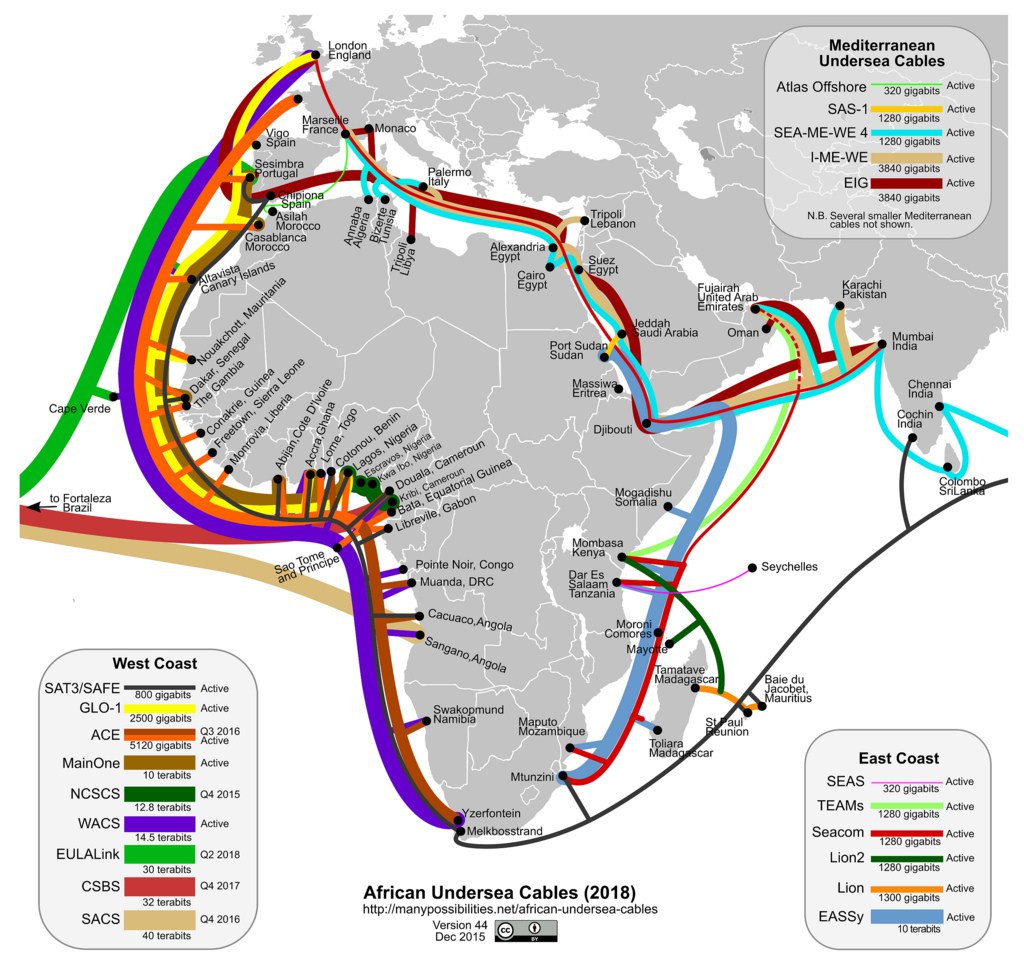 London
England
Marseille
France
Monaco
Vigo
Spain
Sesimbra
Portugal
Chipiona
Spain
Asilah
Morocco
Casablanca
Morocco
Annaba
Algeria
Bizerte
Tunisia
Tripoli
Libya
Palermo
Italy
Tripoli
Lebanon
Alexandria
Egypt
Cairo
Egypt
Suez
Egypt
Altavista
Canary Islands
Nouakchott, Mauritania
Dakar, Senegal
The Gambia
Cape Verde
Conakrie, Guinea
Freetown, Sierra Leone
Monrovia, Liberia
Abijan,Cote D'Ivoire
Accra,Ghana
Lome, Togo
Cotonou, Benin
Lagos, Nigeria
Escravos, Nigeria
Kwa Ibo, Nigeria
Douala, Cameroun
Kribi, Cameroun
Bata, Equatorial Guinea
Libreville, Gabon
Sao Tome
and Principe
to Fortaleza
Brazil
Pointe Noir, Congo
Muanda, DRC
Cacuaco,Angola
Sangano,Angola
Swakopmund
Namibia
Yzerfontein
Melkbosstrand
Jeddah
Saudi Arabia
Port Sudan
Sudan
Massiwa
Eritrea
Djibouti
Fujairah
United Arab
Emirates
Oman
Karachi
Pakistan
Mumbai
India
Chennai
India
Cochin
India
Colombo
SriLanka
Mogadishu
Somalia
Mombasa
Kenya
Dar Es
Salaam
Tanzania
Seychelles
Moroni
Comores
Mayotte
Tamatave
Madagascar
Baie du
Jacobet,
Mauritius
St Paul
Reunion
Toliara
Madagascar
Maputo
Mozambique
Mtunzini
Mediterranean
Undersea Cables
Atlas Offshore Active
320 gigabits
SAS-1 Active
1280 gigabits
SEA-ME-WE 4 Active
1280 gigabits
I-ME-WE Active
3840 gigabits
EIG Active
3840 gigabits
N.B. Several smaller Mediterranean
cables not shown.
West Coast
SAT3/SAFE Active
800 gigabits
GLO-1 Active
2500 gigabits
ACE Q3 2016
5120 gigabits Active
MainOne Active
10 terabits
NCSCS Q4 2015
12.8 terabits
WACS Active
14.5 terabits
EULALink Q2 2018
30 terabits
CSBS Q4 2017
32 terabits
SACS Q4 2016
40 terabits
East Coast
SEAS Active
320 gigabits
TEAMs Active
1280 gigabits
Seacom Active
1280 gigabits
Lion2 Active
1280 gigabits
Lion Active
1300 gigabits
EASSy Active
10 terabits
African Undersea Cables (2018)
http://manypossibilities.net/african-undersea-cables
Version 44
Dec 2015
cc
BY